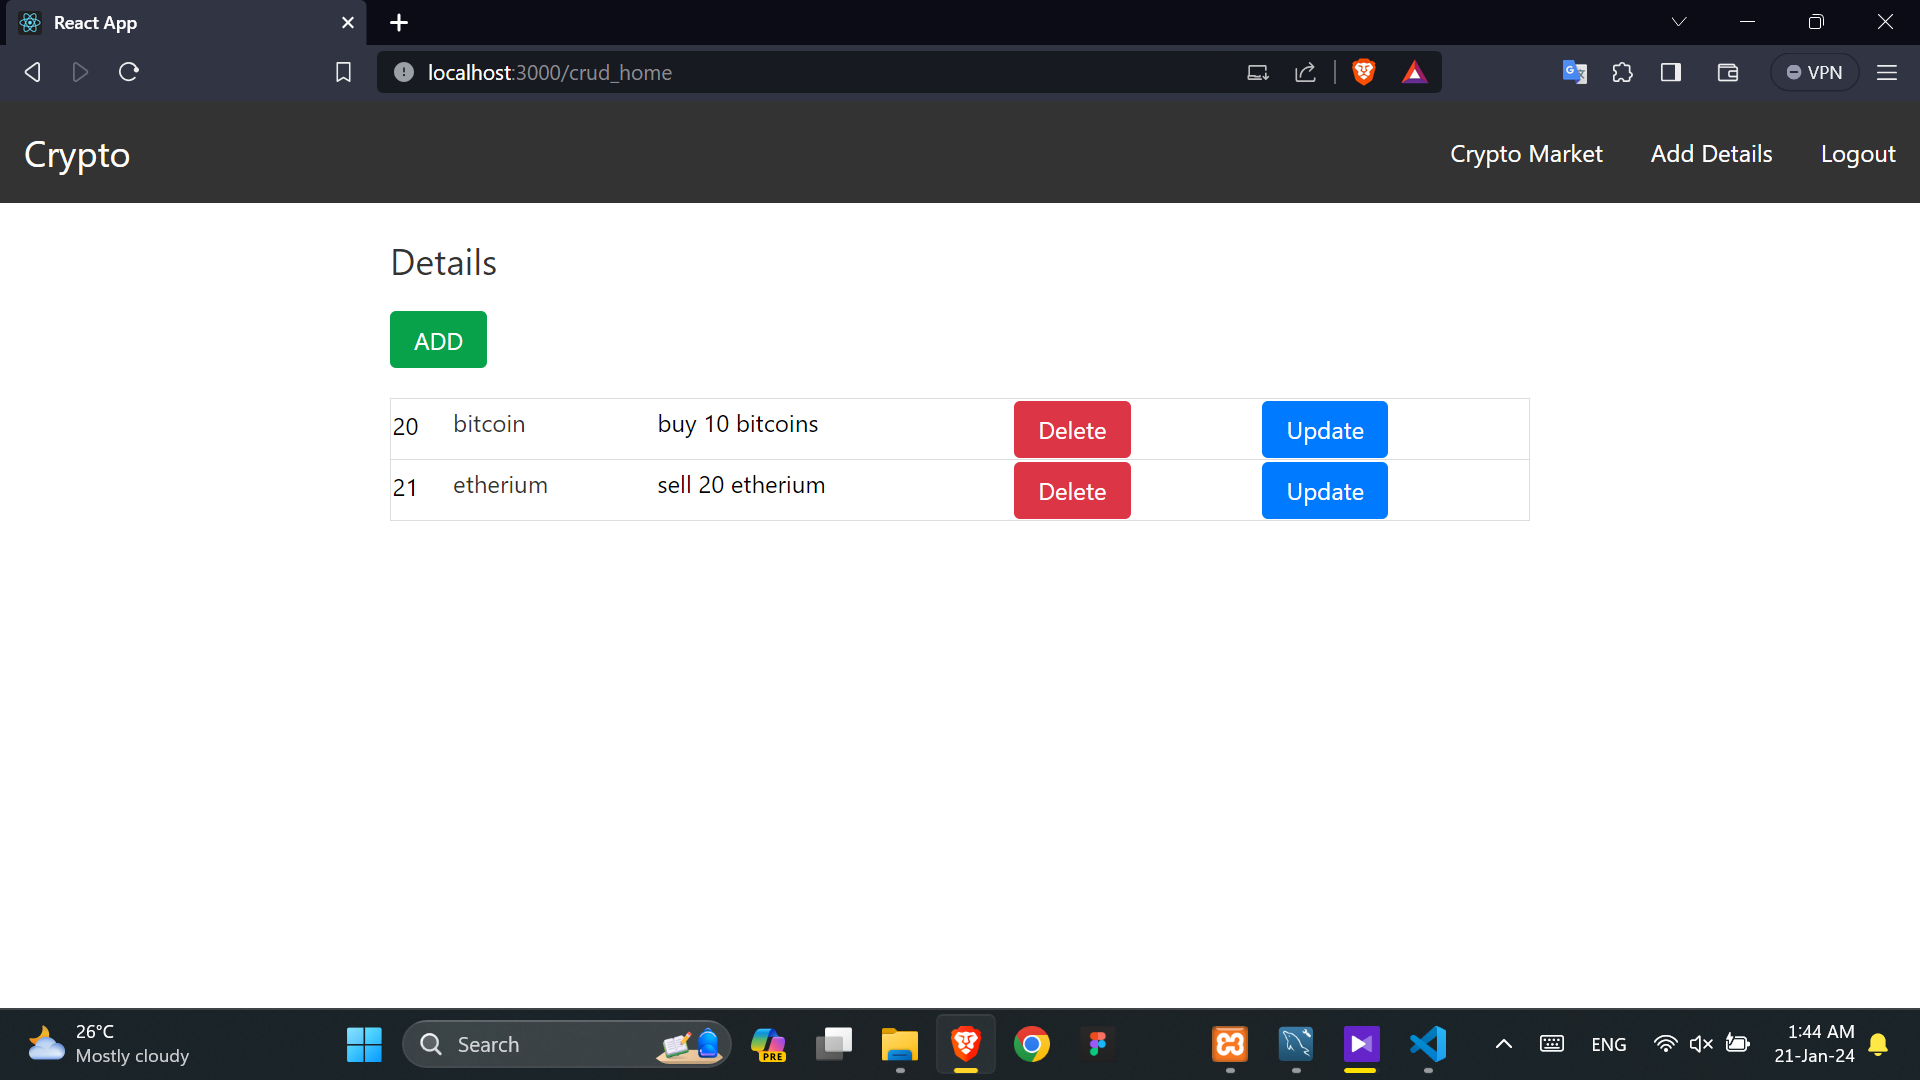 React App
localhost:3000/crud_home
VPN
Crypto
Crypto Market
Add Details
Logout
Details
ADD
20 bitcoin buy 10 bitcoins Delete Update
21 etherium sell 20 etherium Delete Update
26°C
Mostly cloudy
Search
PRE
ENG
1:44 AM
21-Jan-24